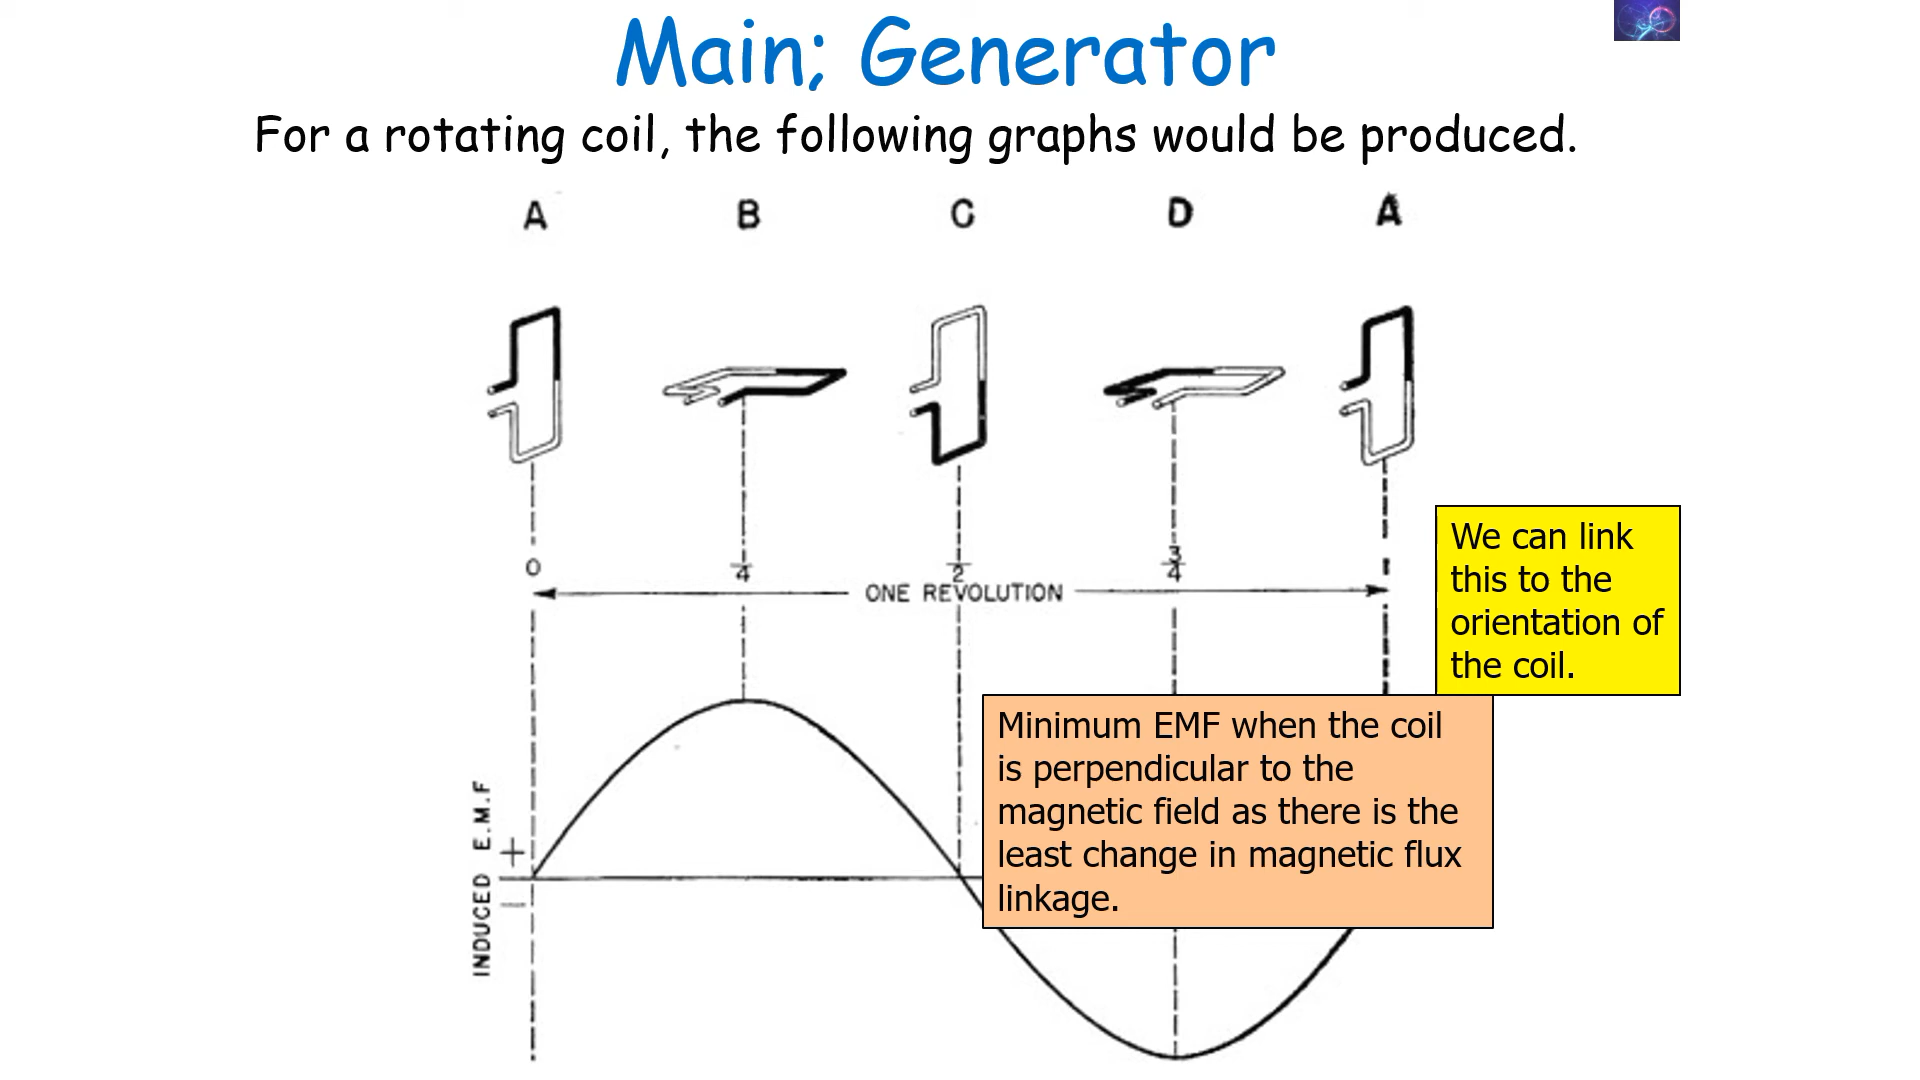 Main; Generator
For a rotating coil, the following graphs would be produced.
A B C D A
0 4 2 3/4
ONE REVOLUTION
We can link
this to the
orientation of
the coil.
Minimum EMF when the coil
is perpendicular to the
magnetic field as there is the
least change in magnetic flux
linkage.
INDUCED E.M.F
+
−